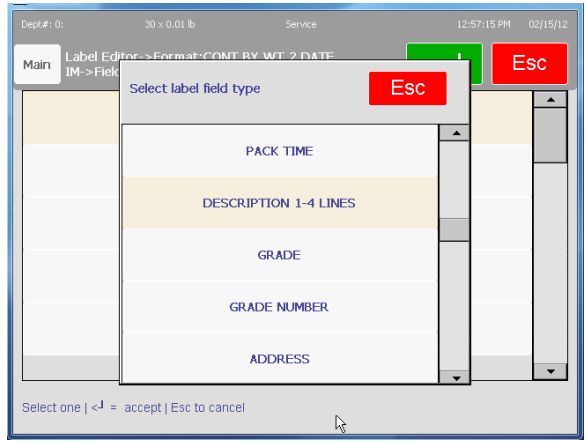 Dept#: 0: 30 x 0.01 lb Service 12:57:15 PM 02/15/12
Main
Label Editor->Format:CONT BY WT 2 DATE
IM->Field
Esc
Select label field type
Esc
PACK TIME
DESCRIPTION 1-4 LINES
GRADE
GRADE NUMBER
ADDRESS
Select one | <┘ = accept | Esc to cancel